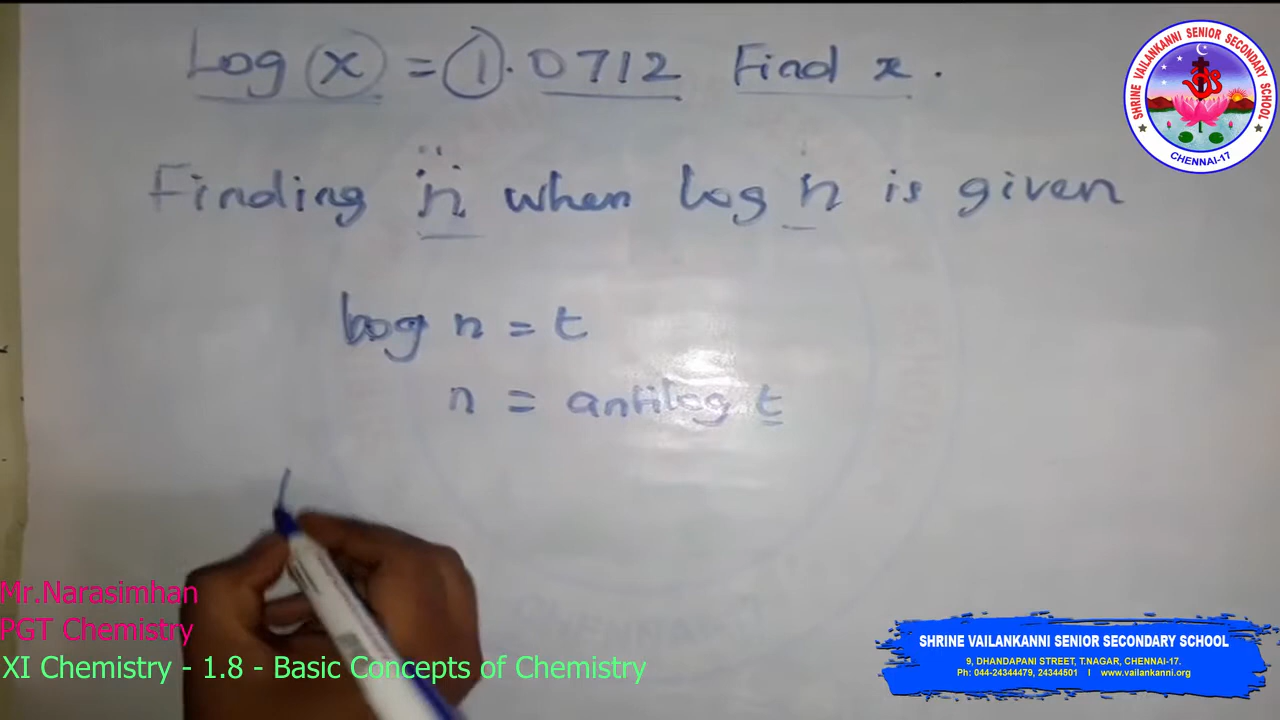 Log x = 1.0712 Find x.
Finding n when log n is given
log n = t
n = antilog t
SHRINE VAILANKANNI SENIOR SECONDARY SCHOOL
CHENNAI-17
Mr.Narasimhan
PGT Chemistry
XI Chemistry - 1.8 - Basic Concepts of Chemistry
SHRINE VAILANKANNI SENIOR SECONDARY SCHOOL
9, DHANDAPANI STREET, T.NAGAR, CHENNAI-17.
Ph: 044-24344479, 24344501 I www.vailankanni.org